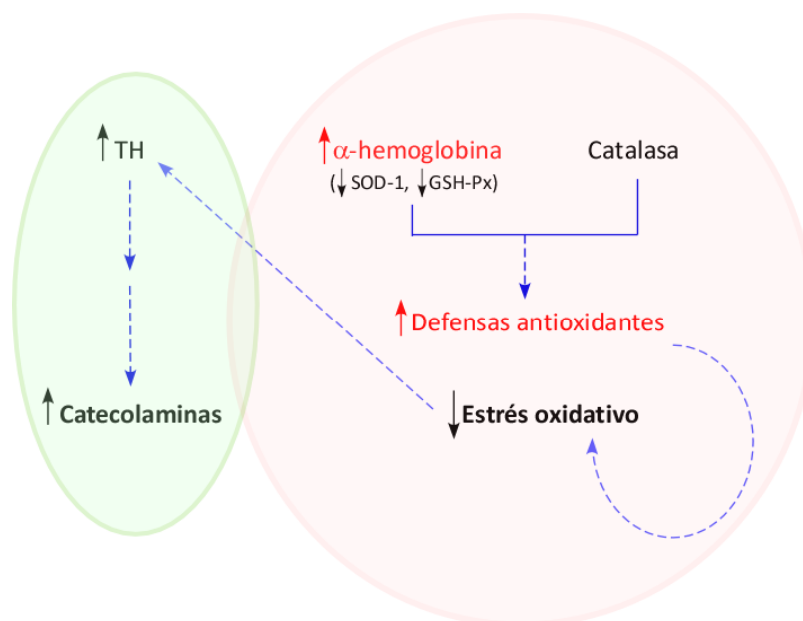 ↑ TH
↑ α-hemoglobina
(↓ SOD-1, ↓ GSH-Px)
Catalasa
↑ Defensas antioxidantes
↑ Catecolaminas
↓ Estrés oxidativo